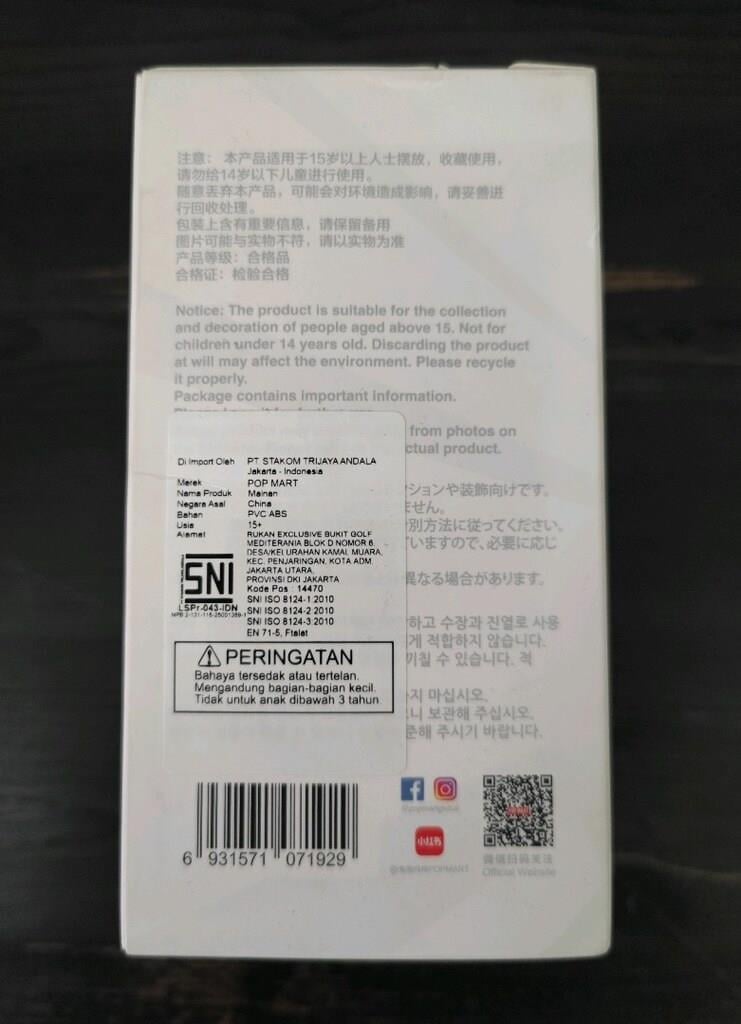 注意： 本产品适用于15岁以上人士摆放，收藏使用，
请勿给14岁以下儿童进行使用。
随意丢弃本产品，可能会对环境造成影响，请妥善进
行回收处理。
包装上含有重要信息，请保留备用
图片可能与实物不符，请以实物为准
产品等级：合格品
合格证：检验合格
Notice: The product is suitable for the collection
and decoration of people aged above 15. Not for
children under 14 years old. Discarding the product
at will may affect the environment. Please recycle
it properly.
Package contains important information.
from photos on
ctual product.
ションや装飾向けです。
ません。
別方法に従ってください。
ていますので、必要に応じ
異なる場合があります。
하고 수장과 진열로 사용
게 적합하지 않습니다.
끼칠 수 있습니다. 적
지 마십시오.
니 보관해 주십시오.
준해 주시기 바랍니다.
Di Import Oleh PT STAKOM TRIJAYA ANDALA
Jakarta - Indonesia
Merek POP MART
Nama Produk Mainan
Negara Asal China
Bahan PVC ABS
Usia 15+
Alamat RUKAN EXCLUSIVE BUKIT GOLF
MEDITERANIA BLOK D NOMOR 6,
DESA/KELURAHAN KAMAL MUARA,
KEC. PENJARINGAN, KOTA ADM.
JAKARTA UTARA,
PROVINSI DKI JAKARTA
Kode Pos : 14470
SNI ISO 8124-1:2010
SNI ISO 8124-2:2010
SNI ISO 8124-3:2010
EN 71-5, Ftalat
SNI
LSPr-043-IDN
PERINGATAN
Bahaya tersedak atau tertelan.
Mengandung bagian-bagian kecil.
Tidak untuk anak dibawah 3 tahun
6 931571 071929
小红书
微信扫码关注
Official Website